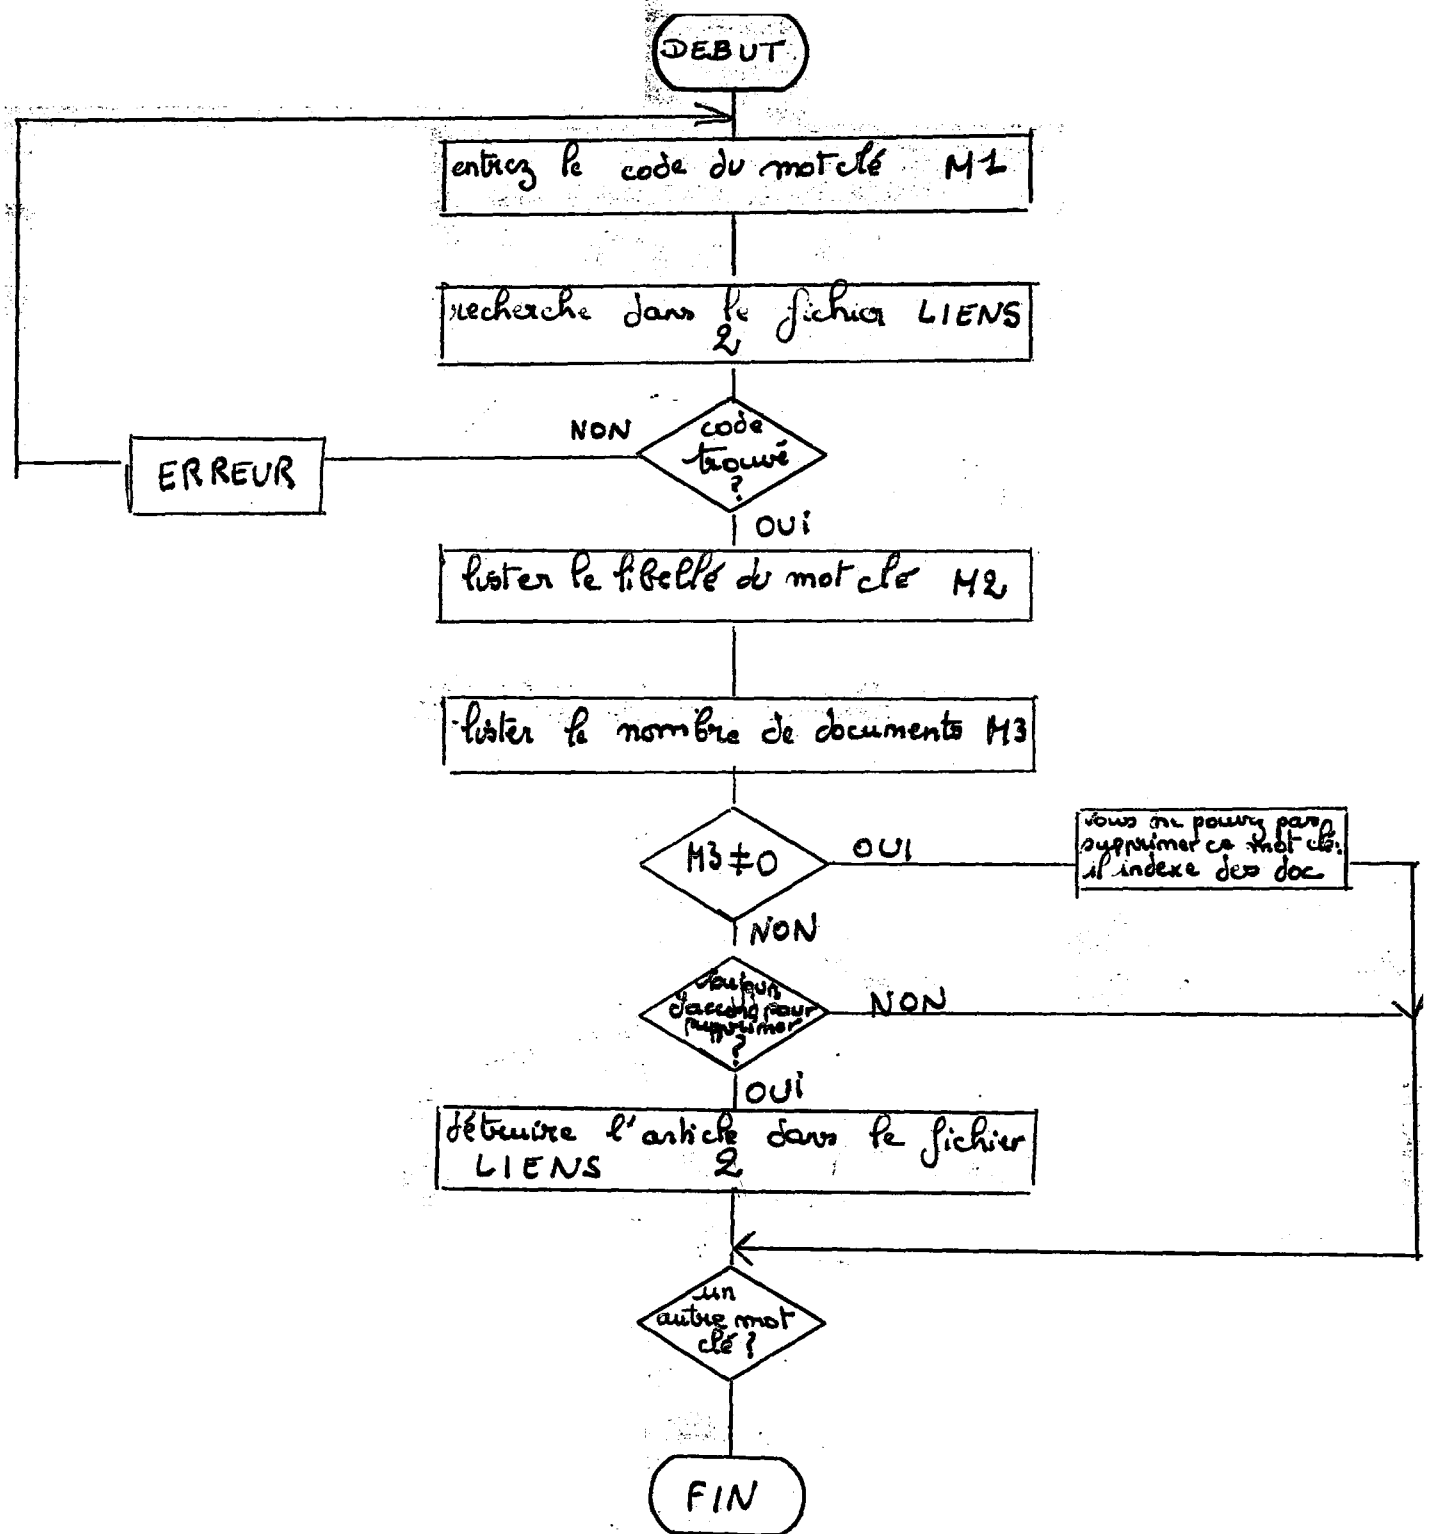 DEBUT
entrez le code du mot clé M1
recherche dans le fichier LIENS
2
NON
code
trouvé
?
ERREUR
OUI
lister le libellé du mot clé M2
lister le nombre de documents M3
M3≠0
OUI
vous ne pouvez pas
supprimer ce mot clé:
il indexe des doc
NON
toujours
d'accord pour
supprimer
?
NON
OUI
détruire l'article dans le fichier
LIENS 2
un
autre mot
clé?
FIN